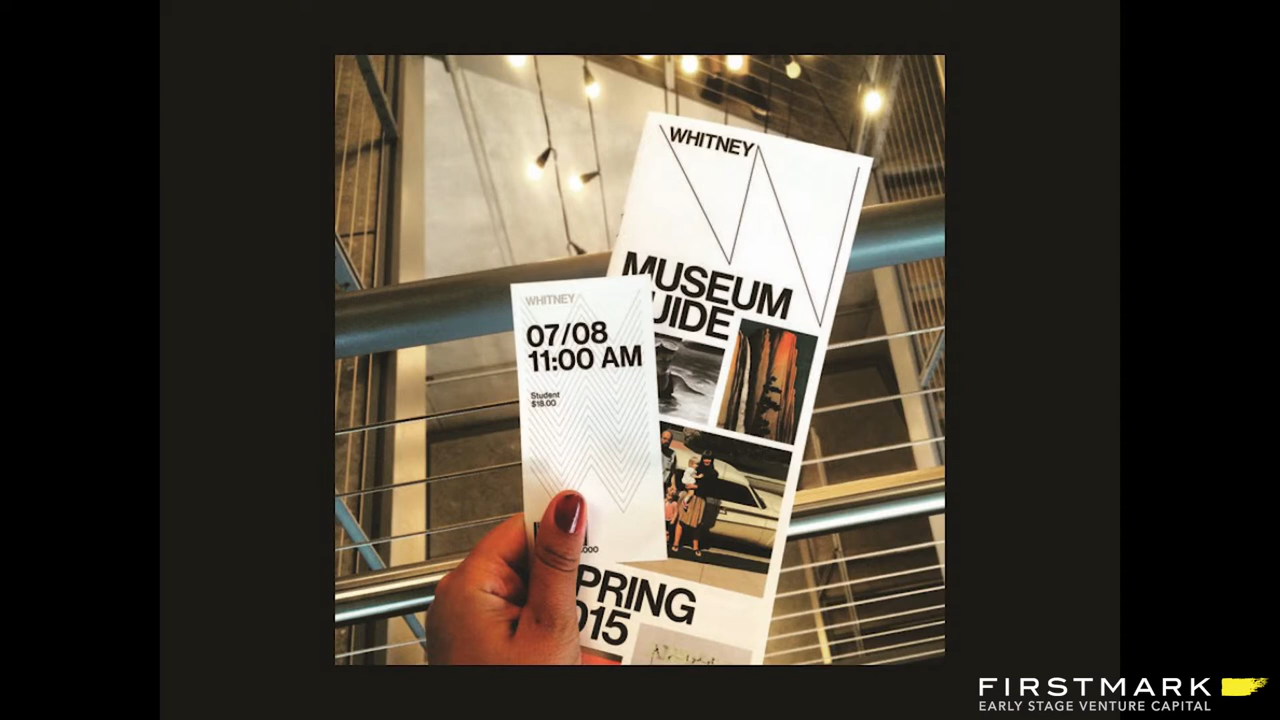 WHITNEY
MUSEUM
UIDE
WHITNEY
07/08
11:00 AM
Student
$18.00
000
PRING
015
FIRSTMARK
EARLY STAGE VENTURE CAPITAL